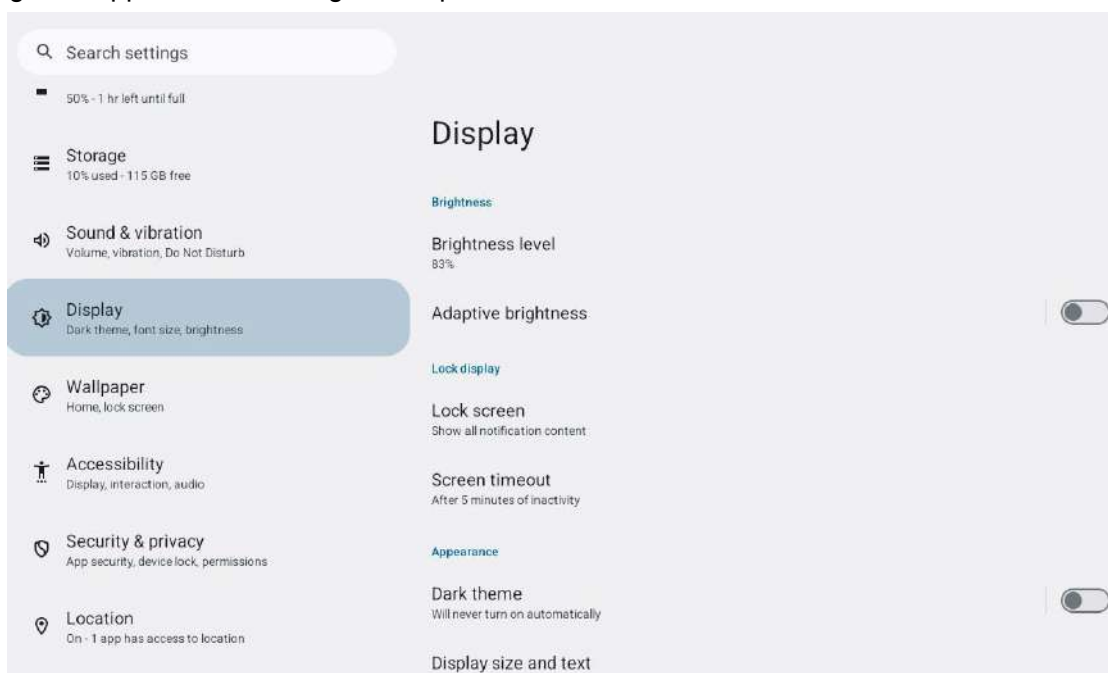 Search settings
50% - 1 hr left until full
Storage
10% used - 115 GB free
Sound & vibration
Volume, vibration, Do Not Disturb
Display
Dark theme, font size, brightness
Wallpaper
Home, lock screen
Accessibility
Display, interaction, audio
Security & privacy
App security, device lock, permissions
Location
On - 1 app has access to location
Display
Brightness
Brightness level
83%
Adaptive brightness
Lock display
Lock screen
Show all notification content
Screen timeout
After 5 minutes of inactivity
Appearance
Dark theme
Will never turn on automatically
Display size and text